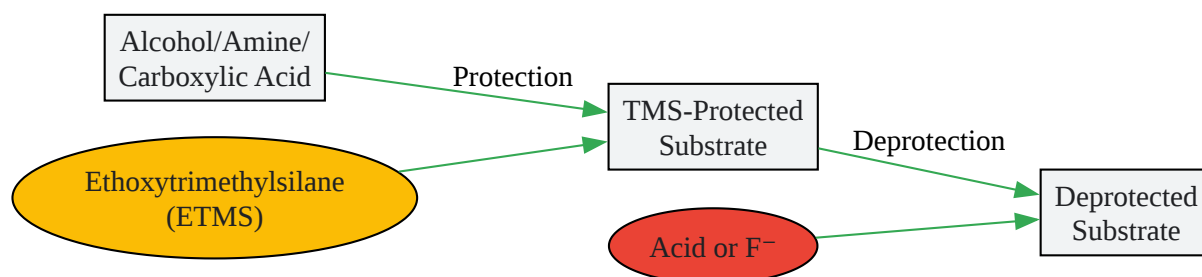 Alcohol/Amine/
Carboxylic Acid
Protection
Ethoxytrimethylsilane
(ETMS)
TMS-Protected
Substrate
Deprotection
Acid or F⁻
Deprotected
Substrate